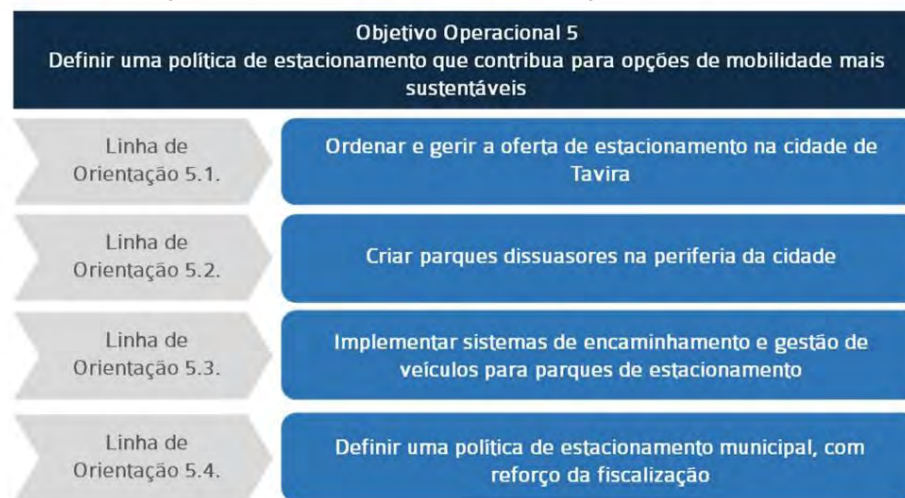 Objetivo Operacional 5
Definir uma política de estacionamento que contribua para opções de mobilidade mais
sustentáveis
Linha de
Orientação 5.1.
Ordenar e gerir a oferta de estacionamento na cidade de
Tavira
Linha de
Orientação 5.2.
Criar parques dissuasores na periferia da cidade
Linha de
Orientação 5.3.
Implementar sistemas de encaminhamento e gestão de
veículos para parques de estacionamento
Linha de
Orientação 5.4.
Definir uma política de estacionamento municipal, com
reforço da fiscalização